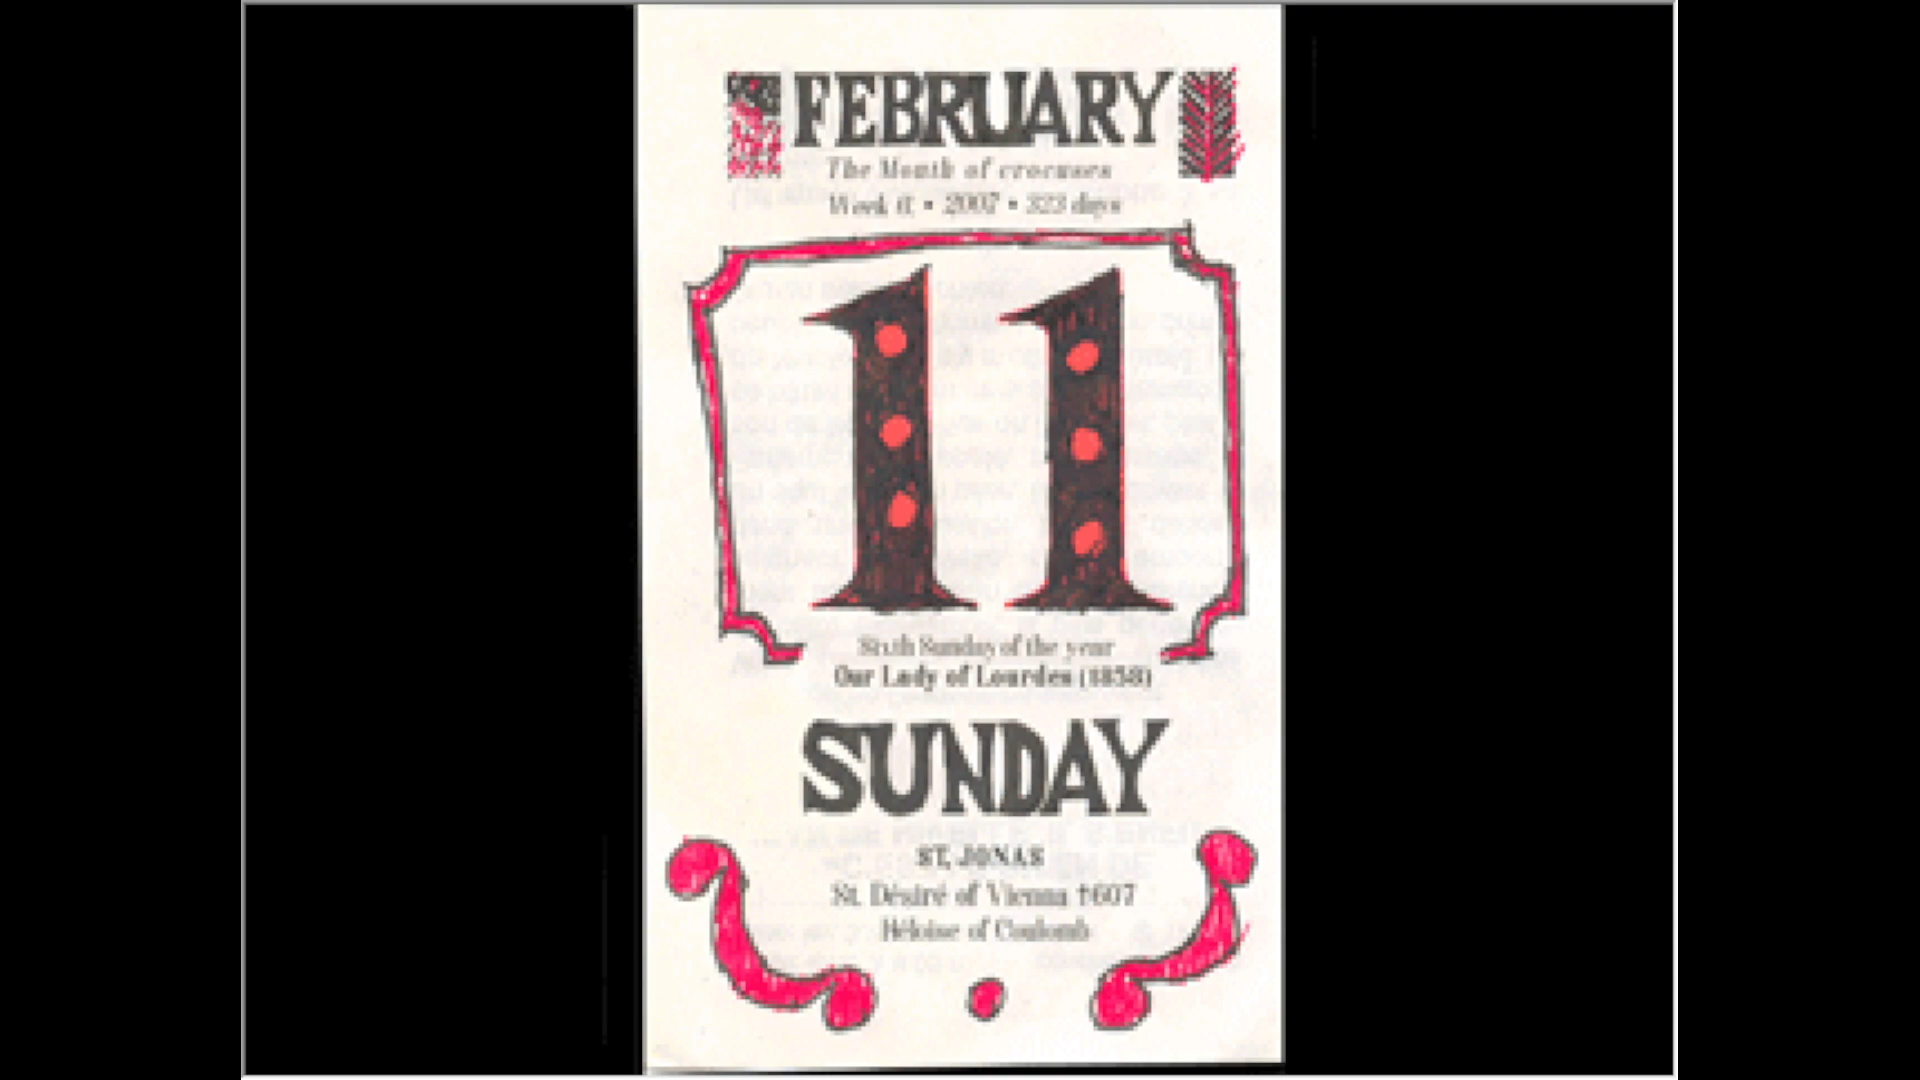 FEBRUARY
The Month of crocuses
Week 6 • 2007 • 323 days
11
Sixth Sunday of the year
Our Lady of Lourdes (1858)
SUNDAY
ST. JONAS
St. Désiré of Vienna †607
Héloïse of Coulomb